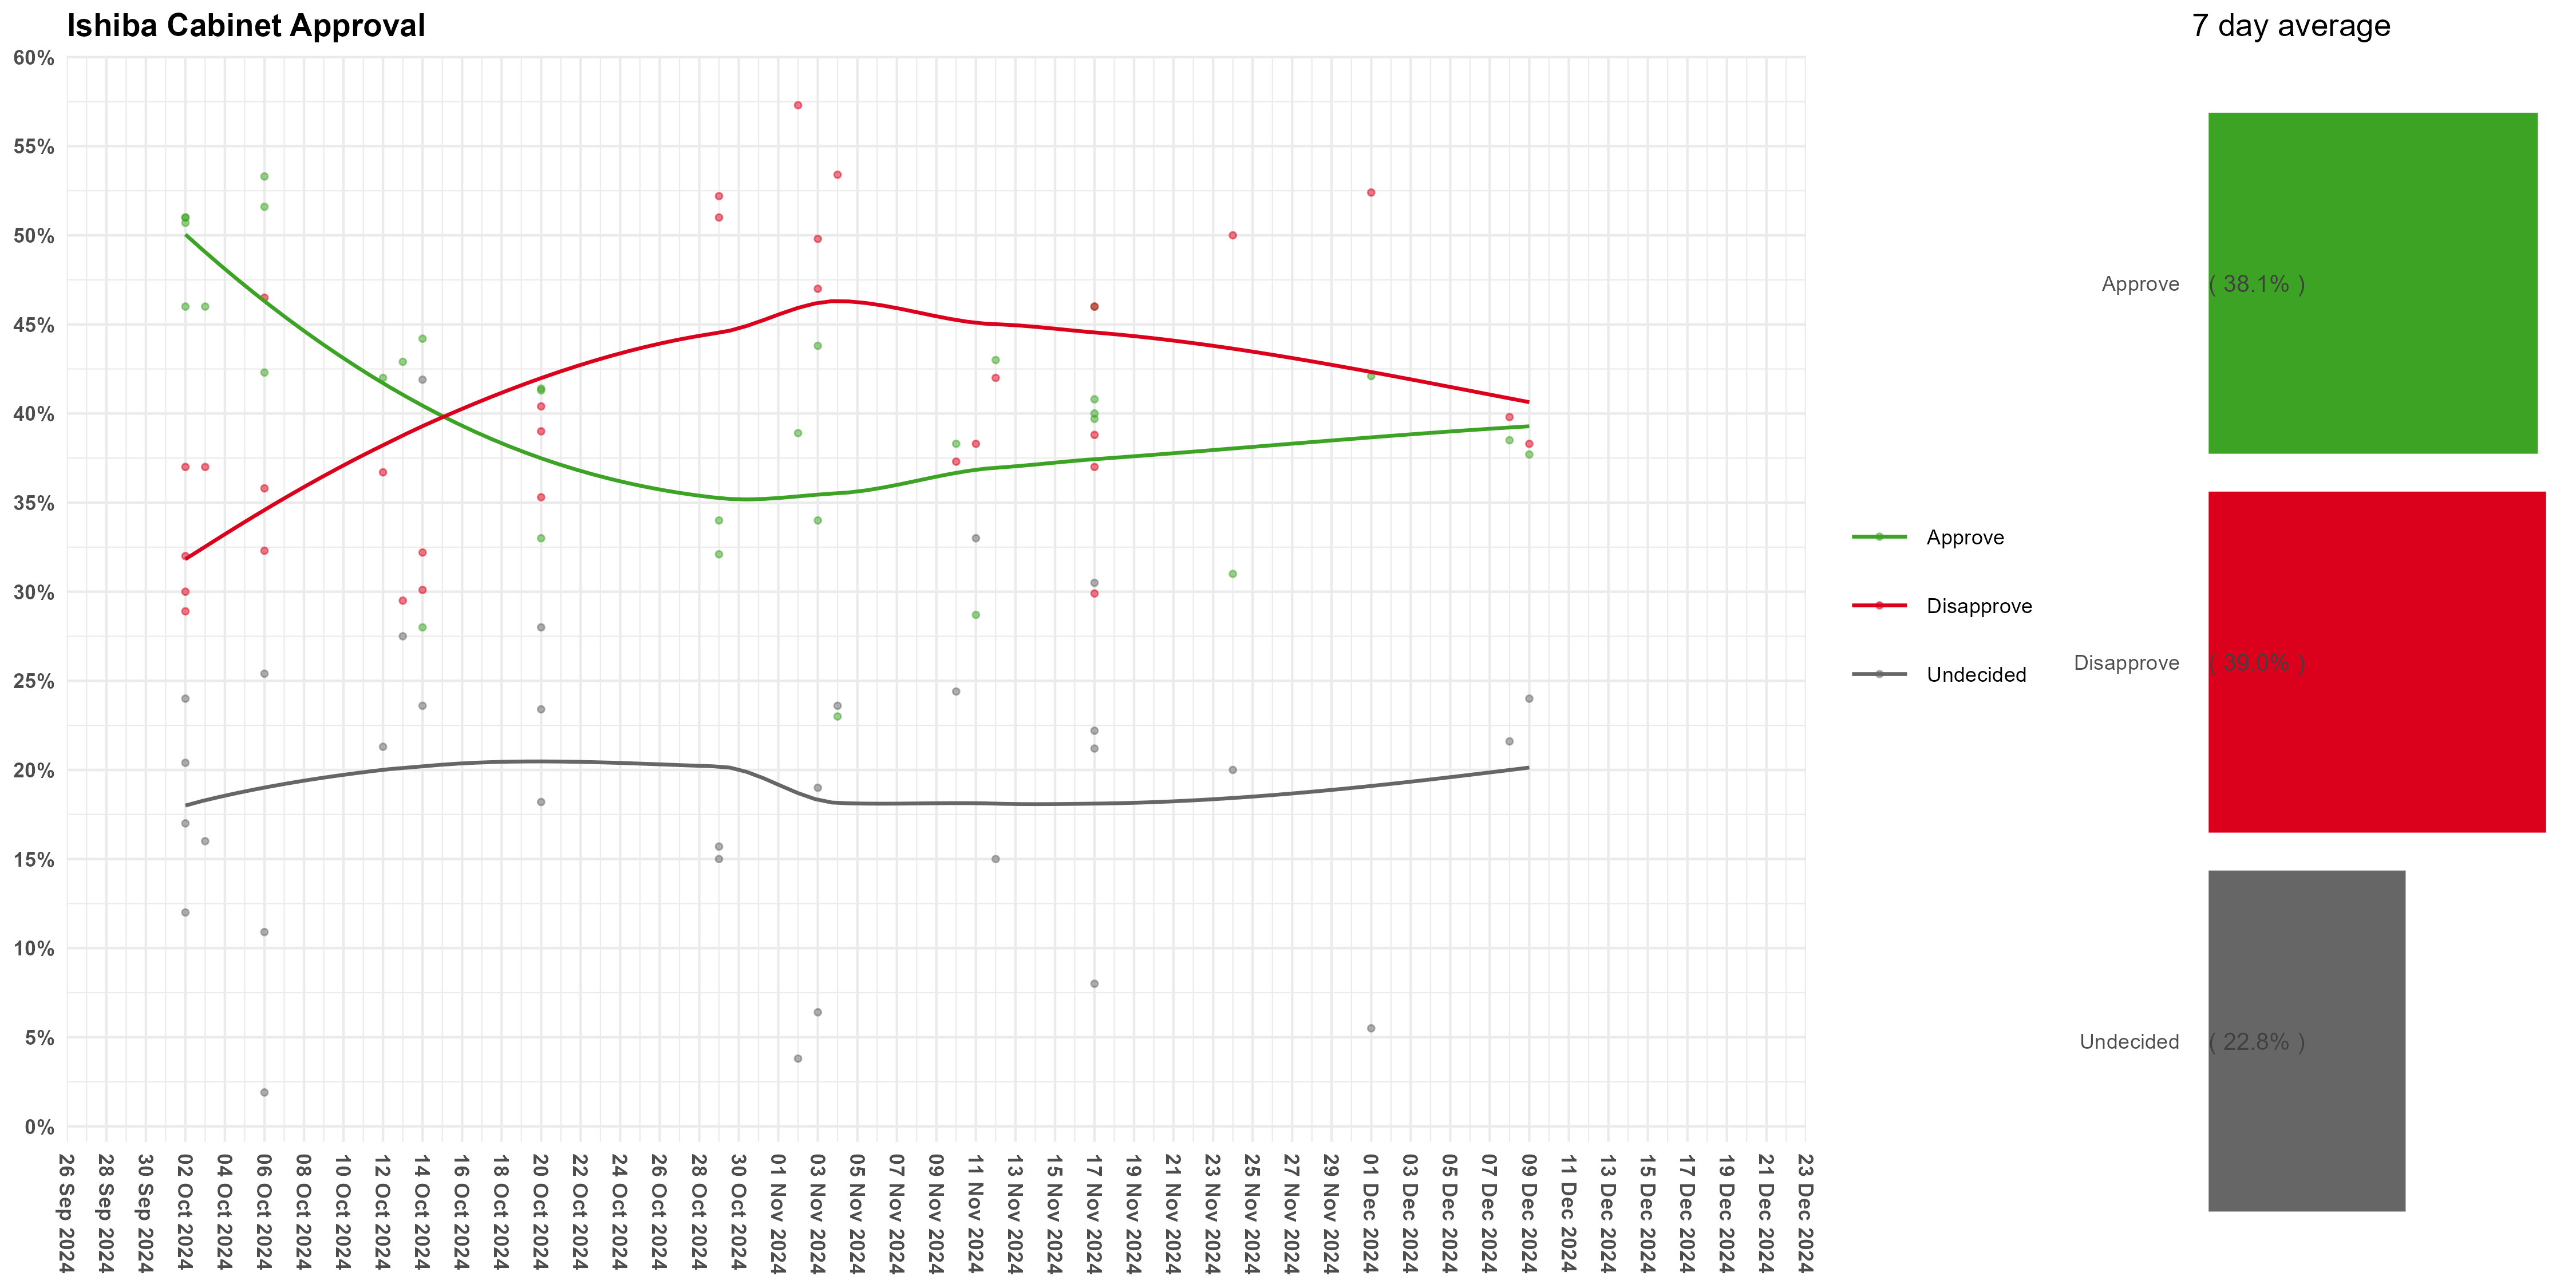 Ishiba Cabinet Approval
60%
55%
50%
45%
40%
35%
30%
25%
20%
15%
10%
5%
0%
26 Sep 2024
28 Sep 2024
30 Sep 2024
02 Oct 2024
04 Oct 2024
06 Oct 2024
08 Oct 2024
10 Oct 2024
12 Oct 2024
14 Oct 2024
16 Oct 2024
18 Oct 2024
20 Oct 2024
22 Oct 2024
24 Oct 2024
26 Oct 2024
28 Oct 2024
30 Oct 2024
01 Nov 2024
03 Nov 2024
05 Nov 2024
07 Nov 2024
09 Nov 2024
11 Nov 2024
13 Nov 2024
15 Nov 2024
17 Nov 2024
19 Nov 2024
21 Nov 2024
23 Nov 2024
25 Nov 2024
27 Nov 2024
29 Nov 2024
01 Dec 2024
03 Dec 2024
05 Dec 2024
07 Dec 2024
09 Dec 2024
11 Dec 2024
13 Dec 2024
15 Dec 2024
17 Dec 2024
19 Dec 2024
21 Dec 2024
23 Dec 2024
Approve
Disapprove
Undecided
7 day average
Approve ( 38.1% )
Disapprove ( 39.0% )
Undecided ( 22.8% )